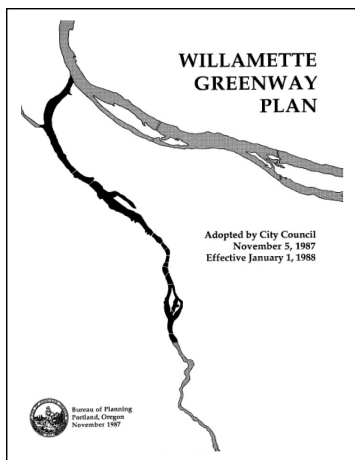 WILLAMETTE
GREENWAY
PLAN
Adopted by City Council
November 5, 1987
Effective January 1, 1988
Bureau of Planning
Portland, Oregon
November 1987